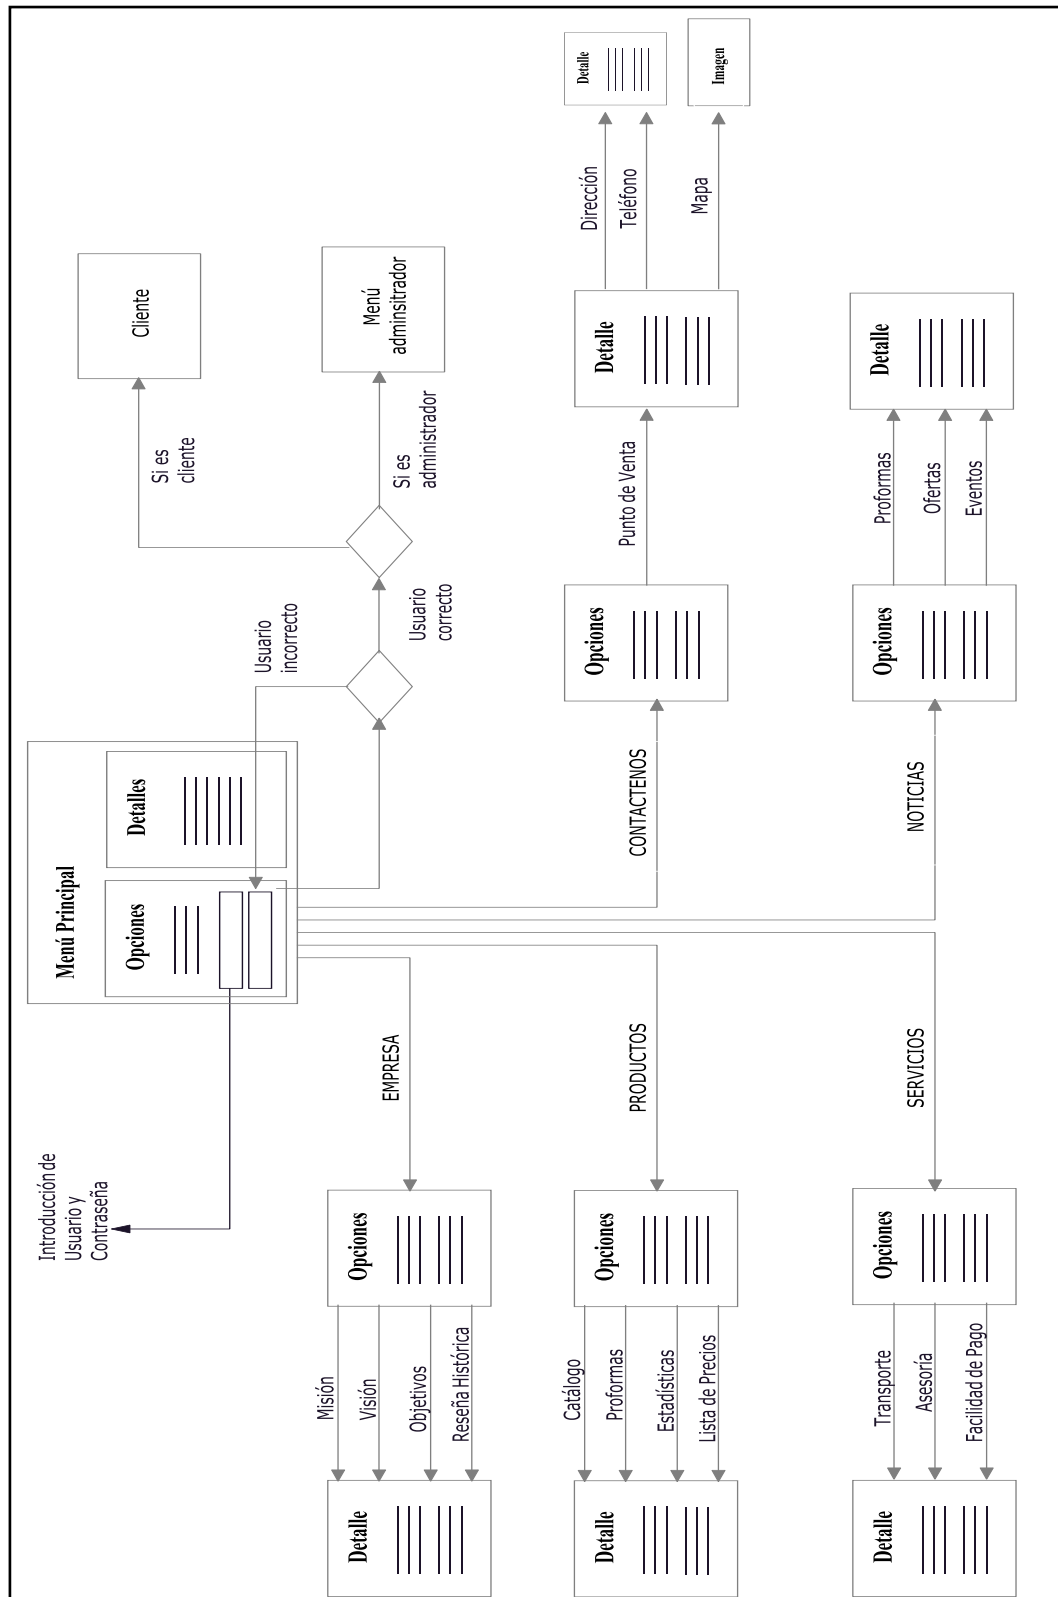 Menú Principal
Opciones
Detalles
Introducción de
Usuario y
Contraseña
Usuario
incorrecto
Usuario
correcto
Si es
cliente
Cliente
Si es
administrador
Menú
adminsitrador
EMPRESA
Opciones
Misión
Visión
Objetivos
Reseña Histórica
Detalle
PRODUCTOS
Opciones
Catálogo
Proformas
Estadísticas
Lista de Precios
Detalle
SERVICIOS
Opciones
Transporte
Asesoría
Facilidad de Pago
Detalle
CONTACTENOS
Opciones
Punto de Venta
Detalle
Dirección
Teléfono
Mapa
Detalle
Imagen
NOTICIAS
Opciones
Proformas
Ofertas
Eventos
Detalle